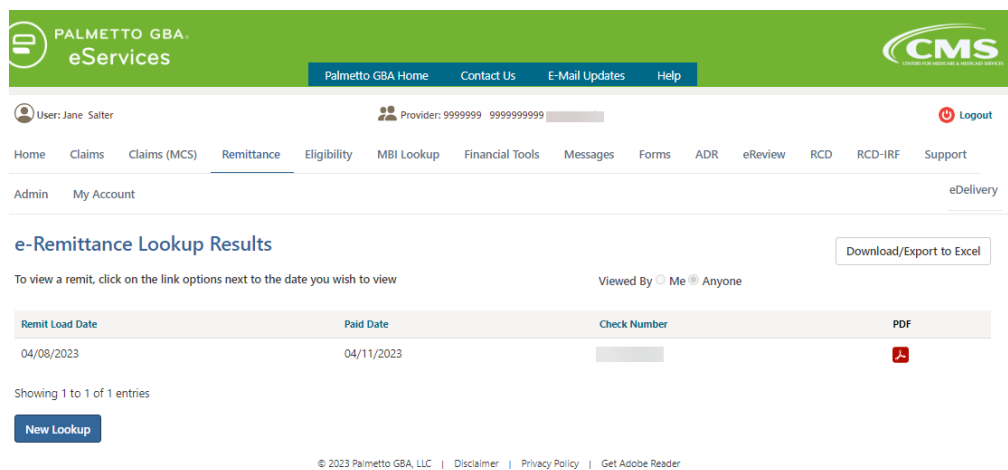 PALMETTO GBA.
eServices
CMS
CENTERS FOR MEDICARE & MEDICAID SERVICES
Palmetto GBA Home Contact Us E-Mail Updates Help
User: Jane Salter Provider: 9999999 9999999999 Logout
Home Claims Claims (MCS) Remittance Eligibility MBI Lookup Financial Tools Messages Forms ADR eReview RCD RCD-IRF Support
Admin My Account eDelivery
e-Remittance Lookup Results
Download/Export to Excel
To view a remit, click on the link options next to the date you wish to view Viewed By Me Anyone
Remit Load Date Paid Date Check Number PDF
04/08/2023 04/11/2023
Showing 1 to 1 of 1 entries
New Lookup
© 2023 Palmetto GBA, LLC | Disclaimer | Privacy Policy | Get Adobe Reader